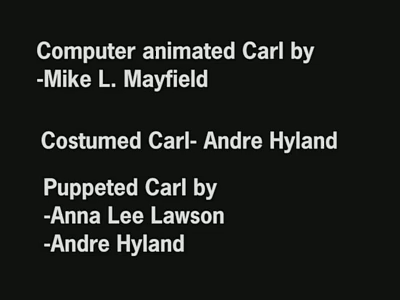 Computer animated Carl by
-Mike L. Mayfield
Costumed Carl- Andre Hyland
Puppeted Carl by
-Anna Lee Lawson
-Andre Hyland